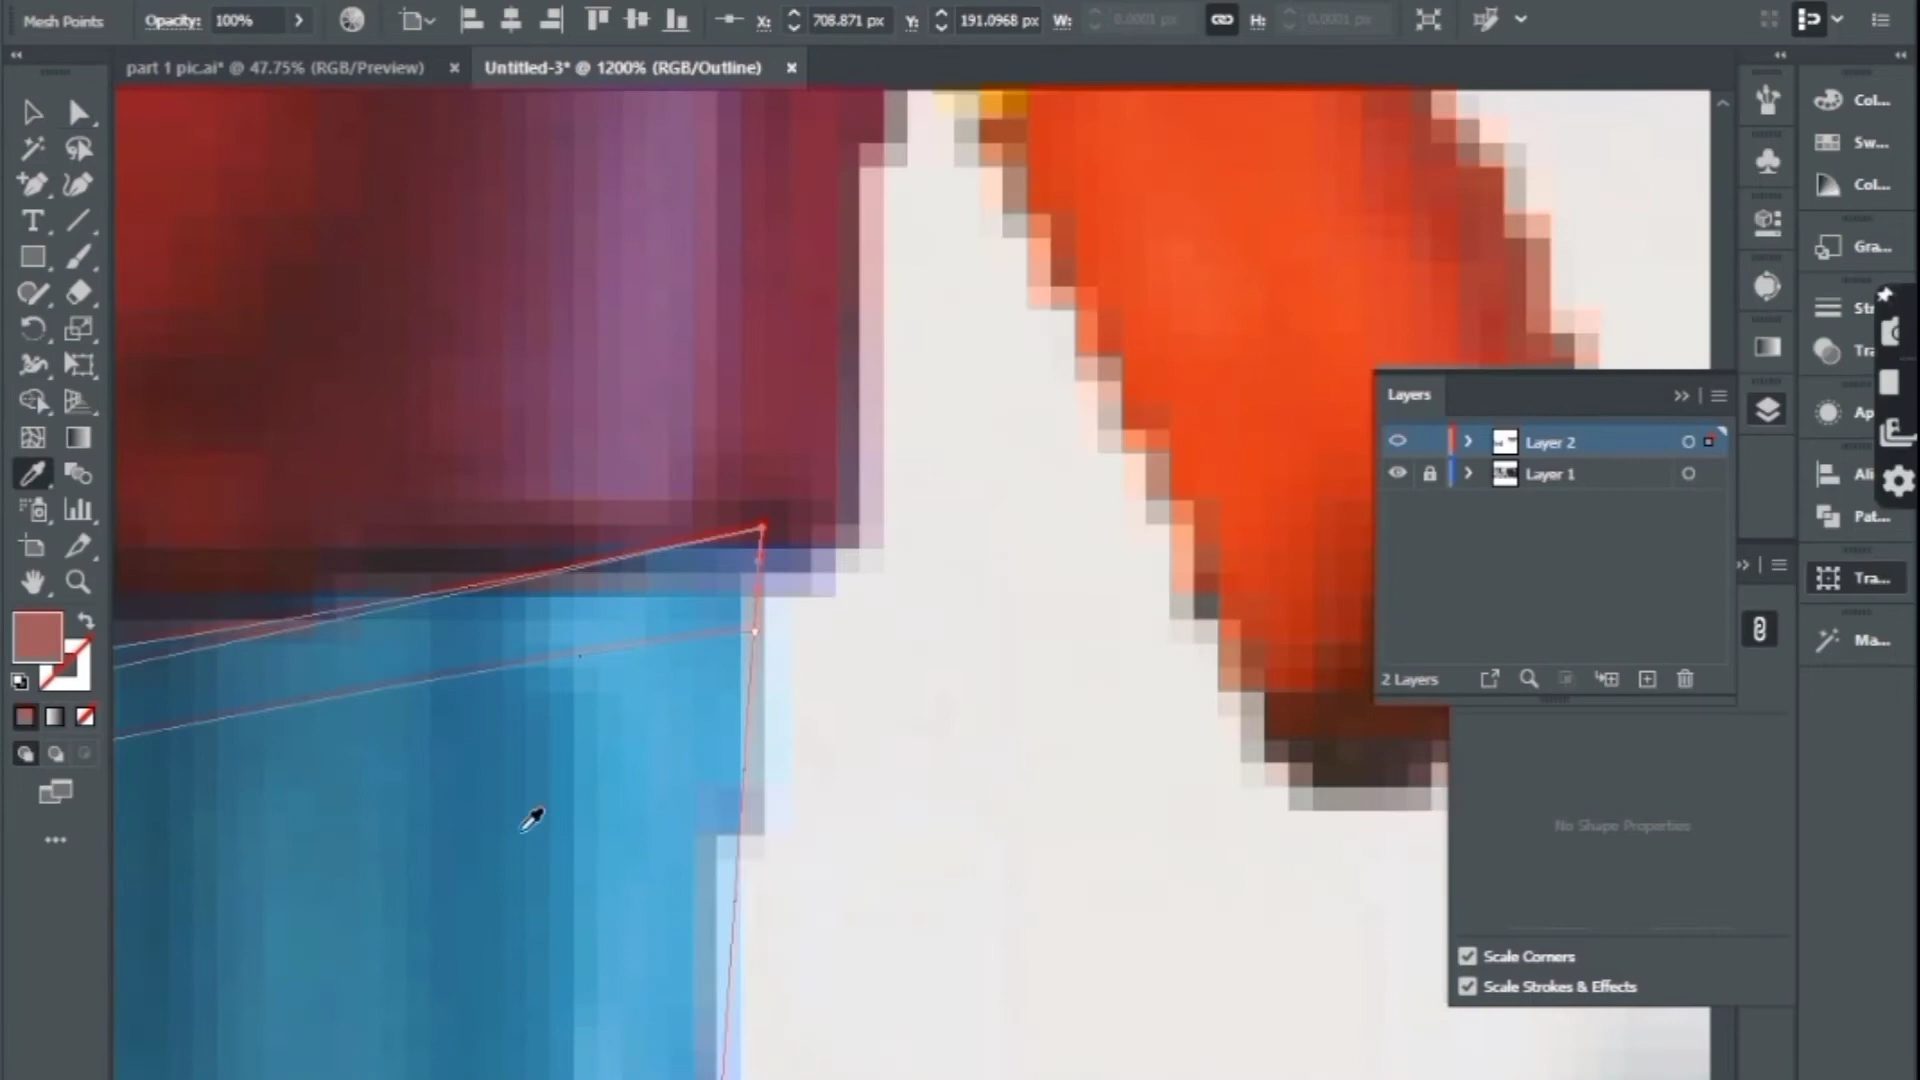 Mesh Points
Opacity: 100%
X: 708.871 px
Y: 191.0968 px
W: 0.0001 px
H: 0.0001 px
part 1 pic.ai* @ 47.75% (RGB/Preview) ×
Untitled-3* @ 1200% (RGB/Outline) ×
Col...
Sw...
Col...
Gra...
Str
Tra
Ap
Ali
Pat...
Tra...
Ma...
Layers
Layer 2
Layer 1
2 Layers
No Shape Properties
Scale Corners
Scale Strokes & Effects